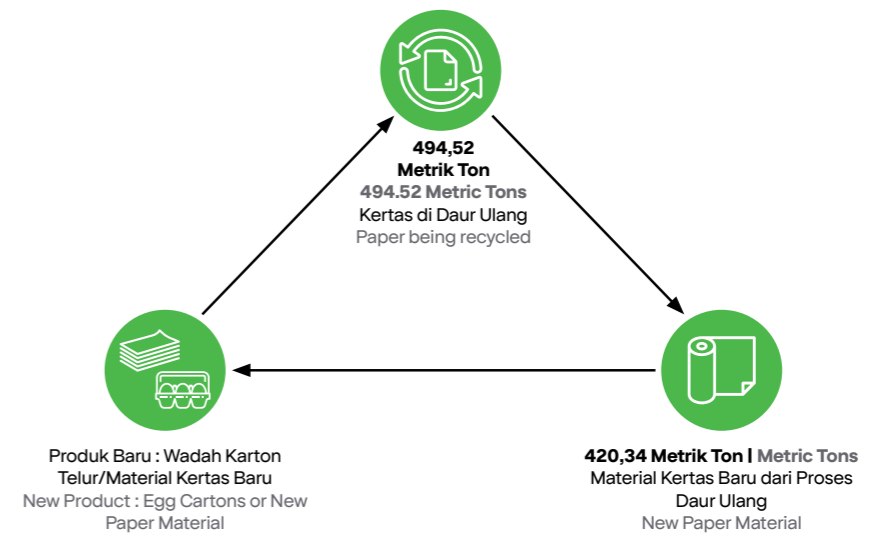 494,52
Metrik Ton
494.52 Metric Tons
Kertas di Daur Ulang
Paper being recycled
Produk Baru : Wadah Karton
Telur/Material Kertas Baru
New Product : Egg Cartons or New
Paper Material
420,34 Metrik Ton | Metric Tons
Material Kertas Baru dari Proses
Daur Ulang
New Paper Material